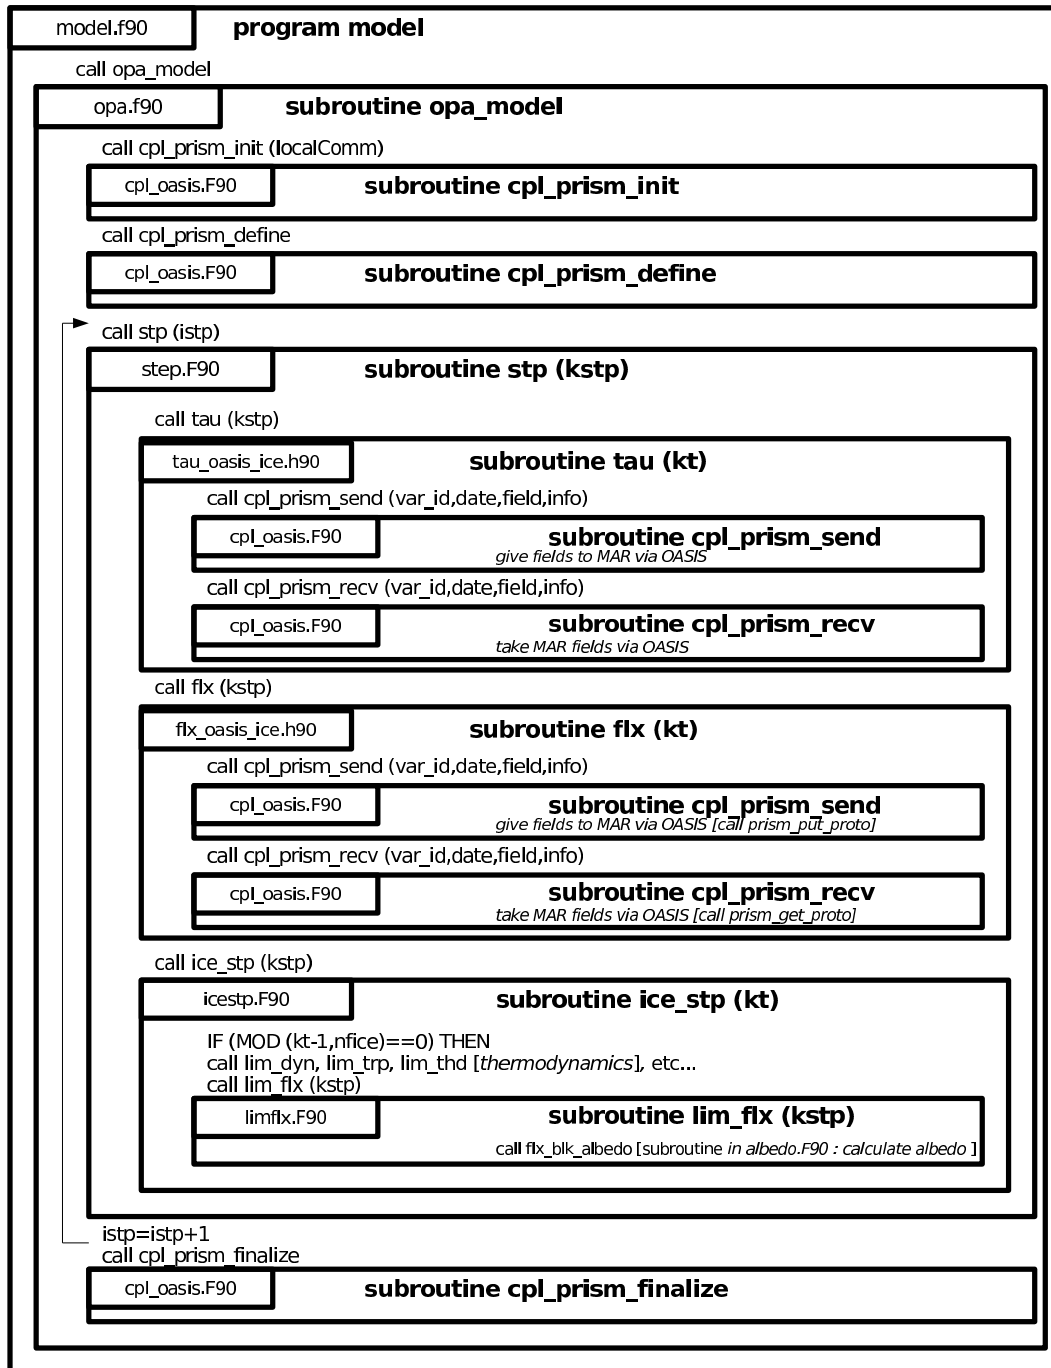 model.f90 program model
call opa_model
opa.f90 subroutine opa_model
call cpl_prism_init (localComm)
cpl_oasis.F90 subroutine cpl_prism_init
call cpl_prism_define
cpl_oasis.F90 subroutine cpl_prism_define
call stp (istp)
step.F90 subroutine stp (kstp)
call tau (kstp)
tau_oasis_ice.h90 subroutine tau (kt)
call cpl_prism_send (var_id,date,field,info)
cpl_oasis.F90 subroutine cpl_prism_send
give fields to MAR via OASIS
call cpl_prism_recv (var_id,date,field,info)
cpl_oasis.F90 subroutine cpl_prism_recv
take MAR fields via OASIS
call flx (kstp)
flx_oasis_ice.h90 subroutine flx (kt)
call cpl_prism_send (var_id,date,field,info)
cpl_oasis.F90 subroutine cpl_prism_send
give fields to MAR via OASIS [call prism_put_proto]
call cpl_prism_recv (var_id,date,field,info)
cpl_oasis.F90 subroutine cpl_prism_recv
take MAR fields via OASIS [call prism_get_proto]
call ice_stp (kstp)
icestp.F90 subroutine ice_stp (kt)
IF (MOD (kt-1,nfice)==0) THEN
call lim_dyn, lim_trp, lim_thd [thermodynamics], etc...
call lim_flx (kstp)
limflx.F90 subroutine lim_flx (kstp)
call flx_blk_albedo [subroutine in albedo.F90 : calculate albedo ]
istp=istp+1
call cpl_prism_finalize
cpl_oasis.F90 subroutine cpl_prism_finalize